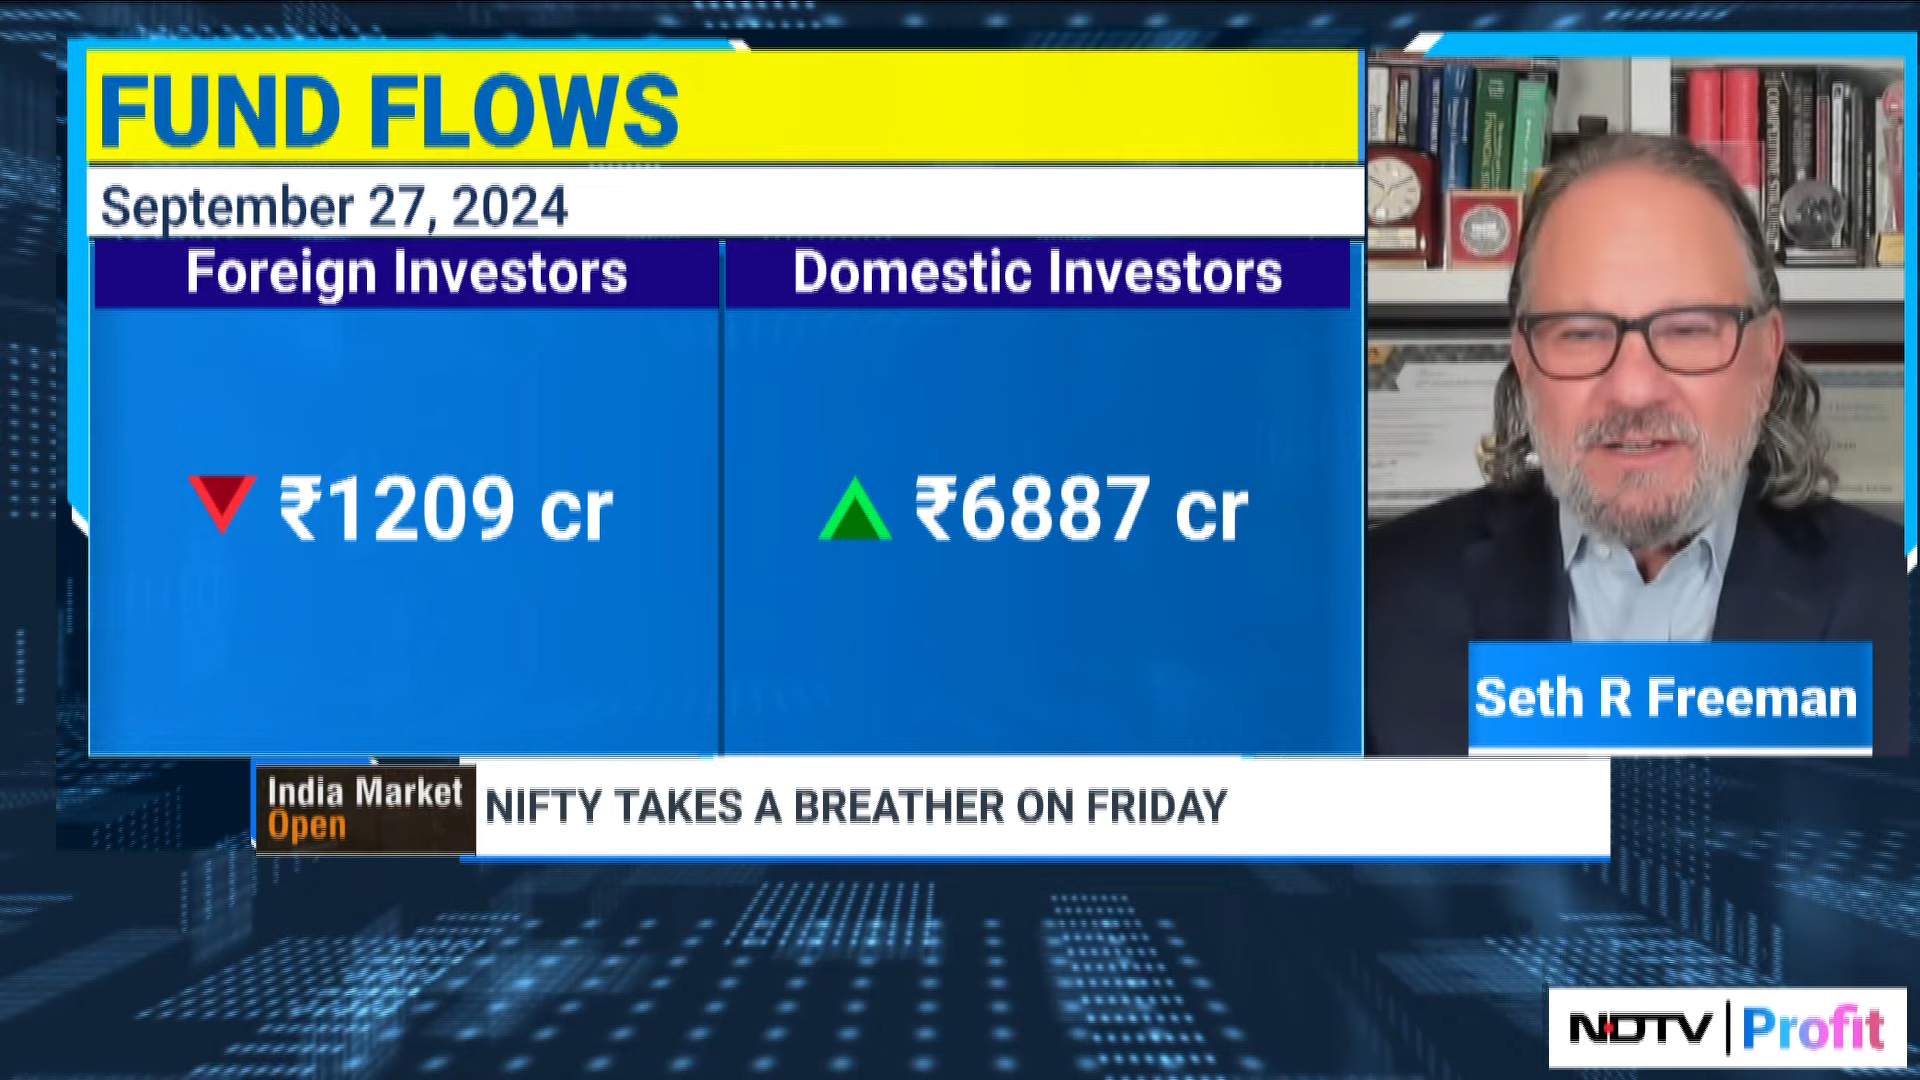 FUND FLOWS
September 27, 2024
Foreign Investors
Domestic Investors
₹1209 cr
₹6887 cr
Seth R Freeman
India Market
Open
NIFTY TAKES A BREATHER ON FRIDAY
NDTV Profit